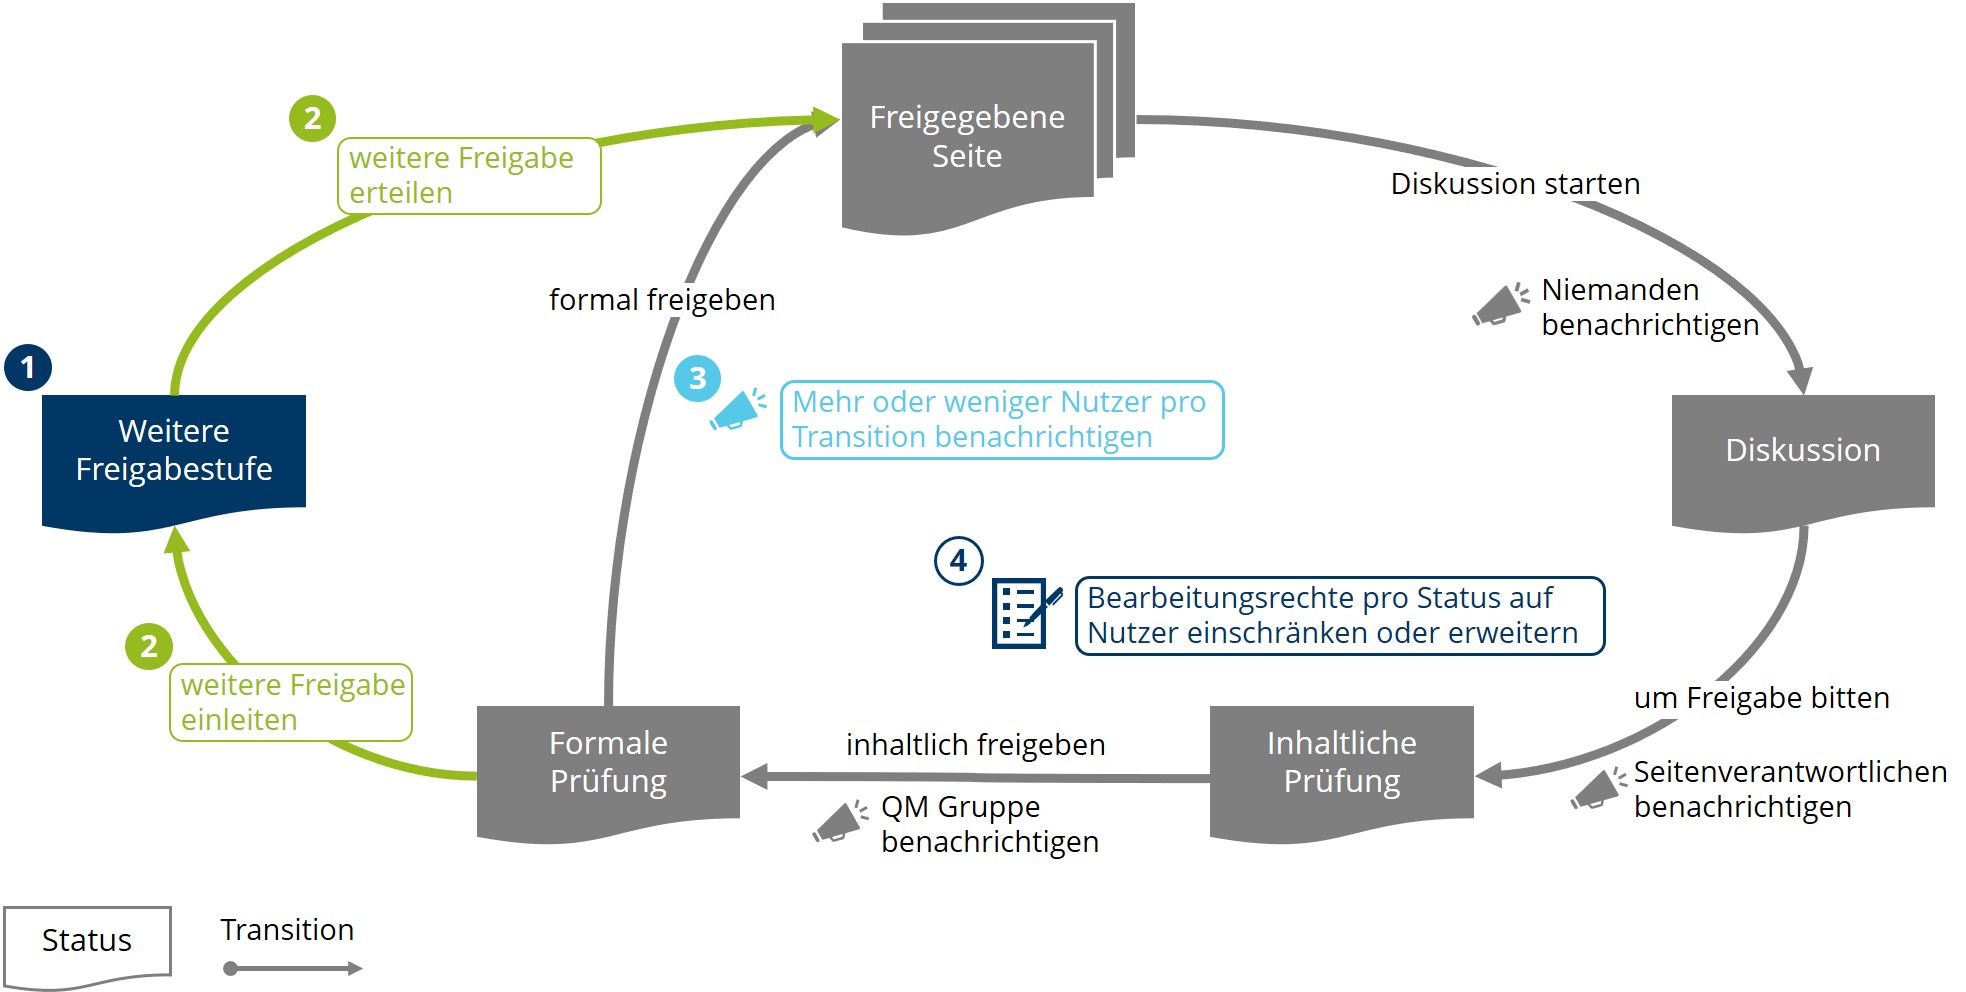 Freigegebene
Seite
2
weitere Freigabe
erteilen
Diskussion starten
formal freigeben
Niemanden
benachrichtigen
1
Weitere
Freigabestufe
3
Mehr oder weniger Nutzer pro
Transition benachrichtigen
Diskussion
4
Bearbeitungsrechte pro Status auf
Nutzer einschränken oder erweitern
2
weitere Freigabe
einleiten
um Freigabe bitten
Formale
Prüfung
inhaltlich freigeben
Inhaltliche
Prüfung
QM Gruppe
benachrichtigen
Seitenverantwortlichen
benachrichtigen
Status
Transition